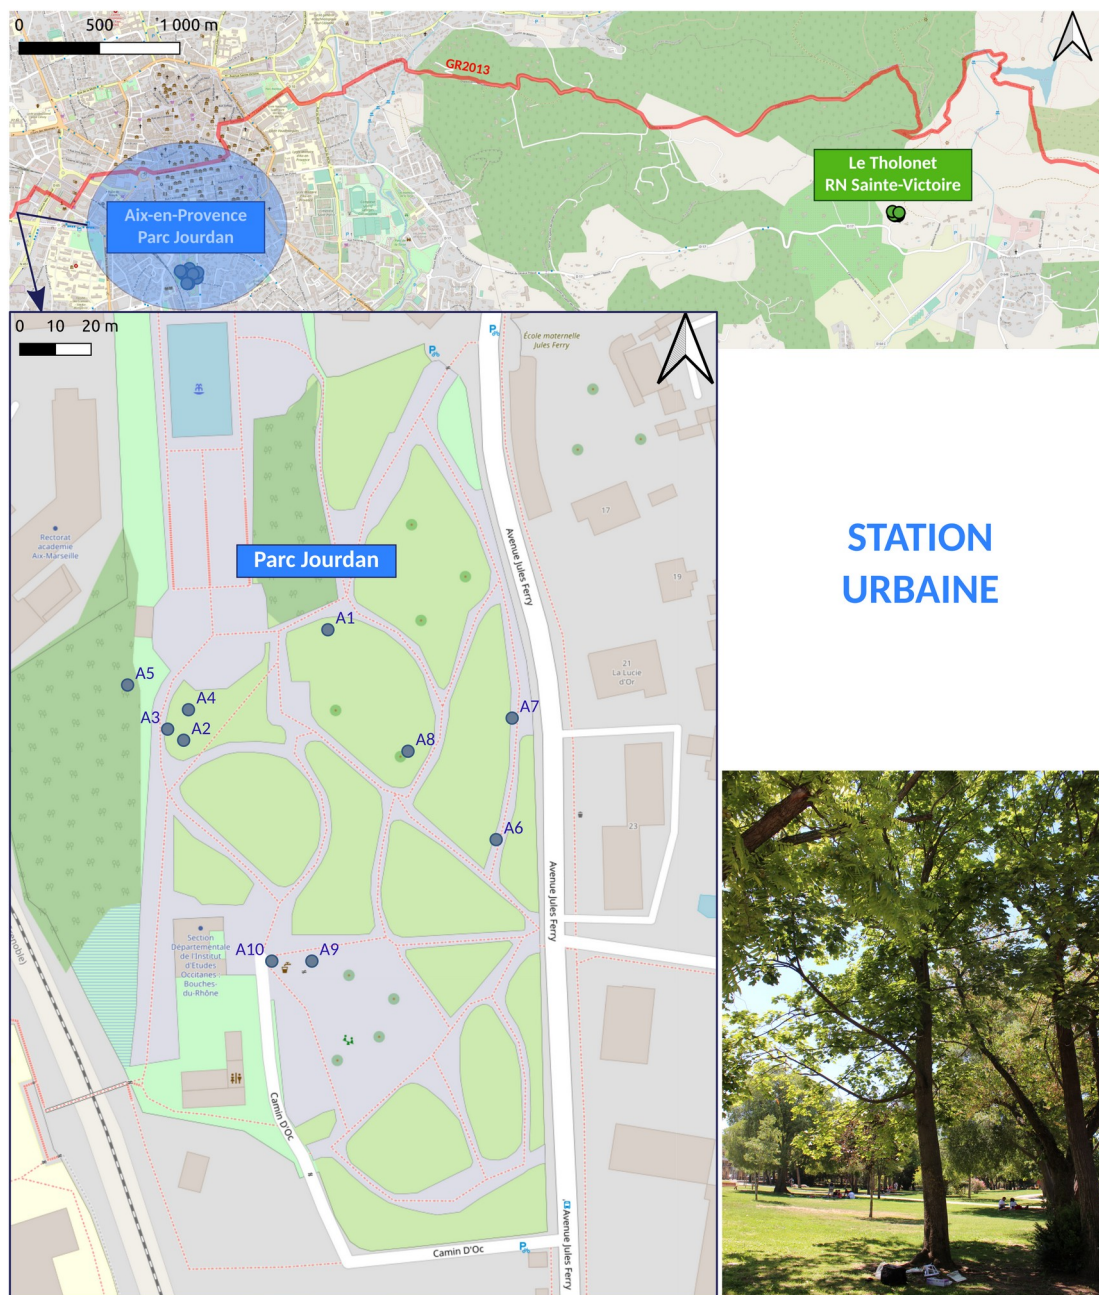 0 500 1 000 m
GR2013
Le Tholonet
RN Sainte-Victoire
Aix-en-Provence
Parc Jourdan
0 10 20 m
École maternelle
Jules Ferry
Rectorat
académie
Aix-Marseille
17
Avenue Jules Ferry
Parc Jourdan
19
STATION
URBAINE
A1
21
La Lucie
d'Or
A5
A4
A3
A2
A7
A8
A6
23
Avenue Jules Ferry
Section
Départementale
de l'Institut
d'Études
Occitanes
Bouches-
du-Rhône
A10
A9
Camin D'Oc
Avenue Jules Ferry
Camin D'Oc